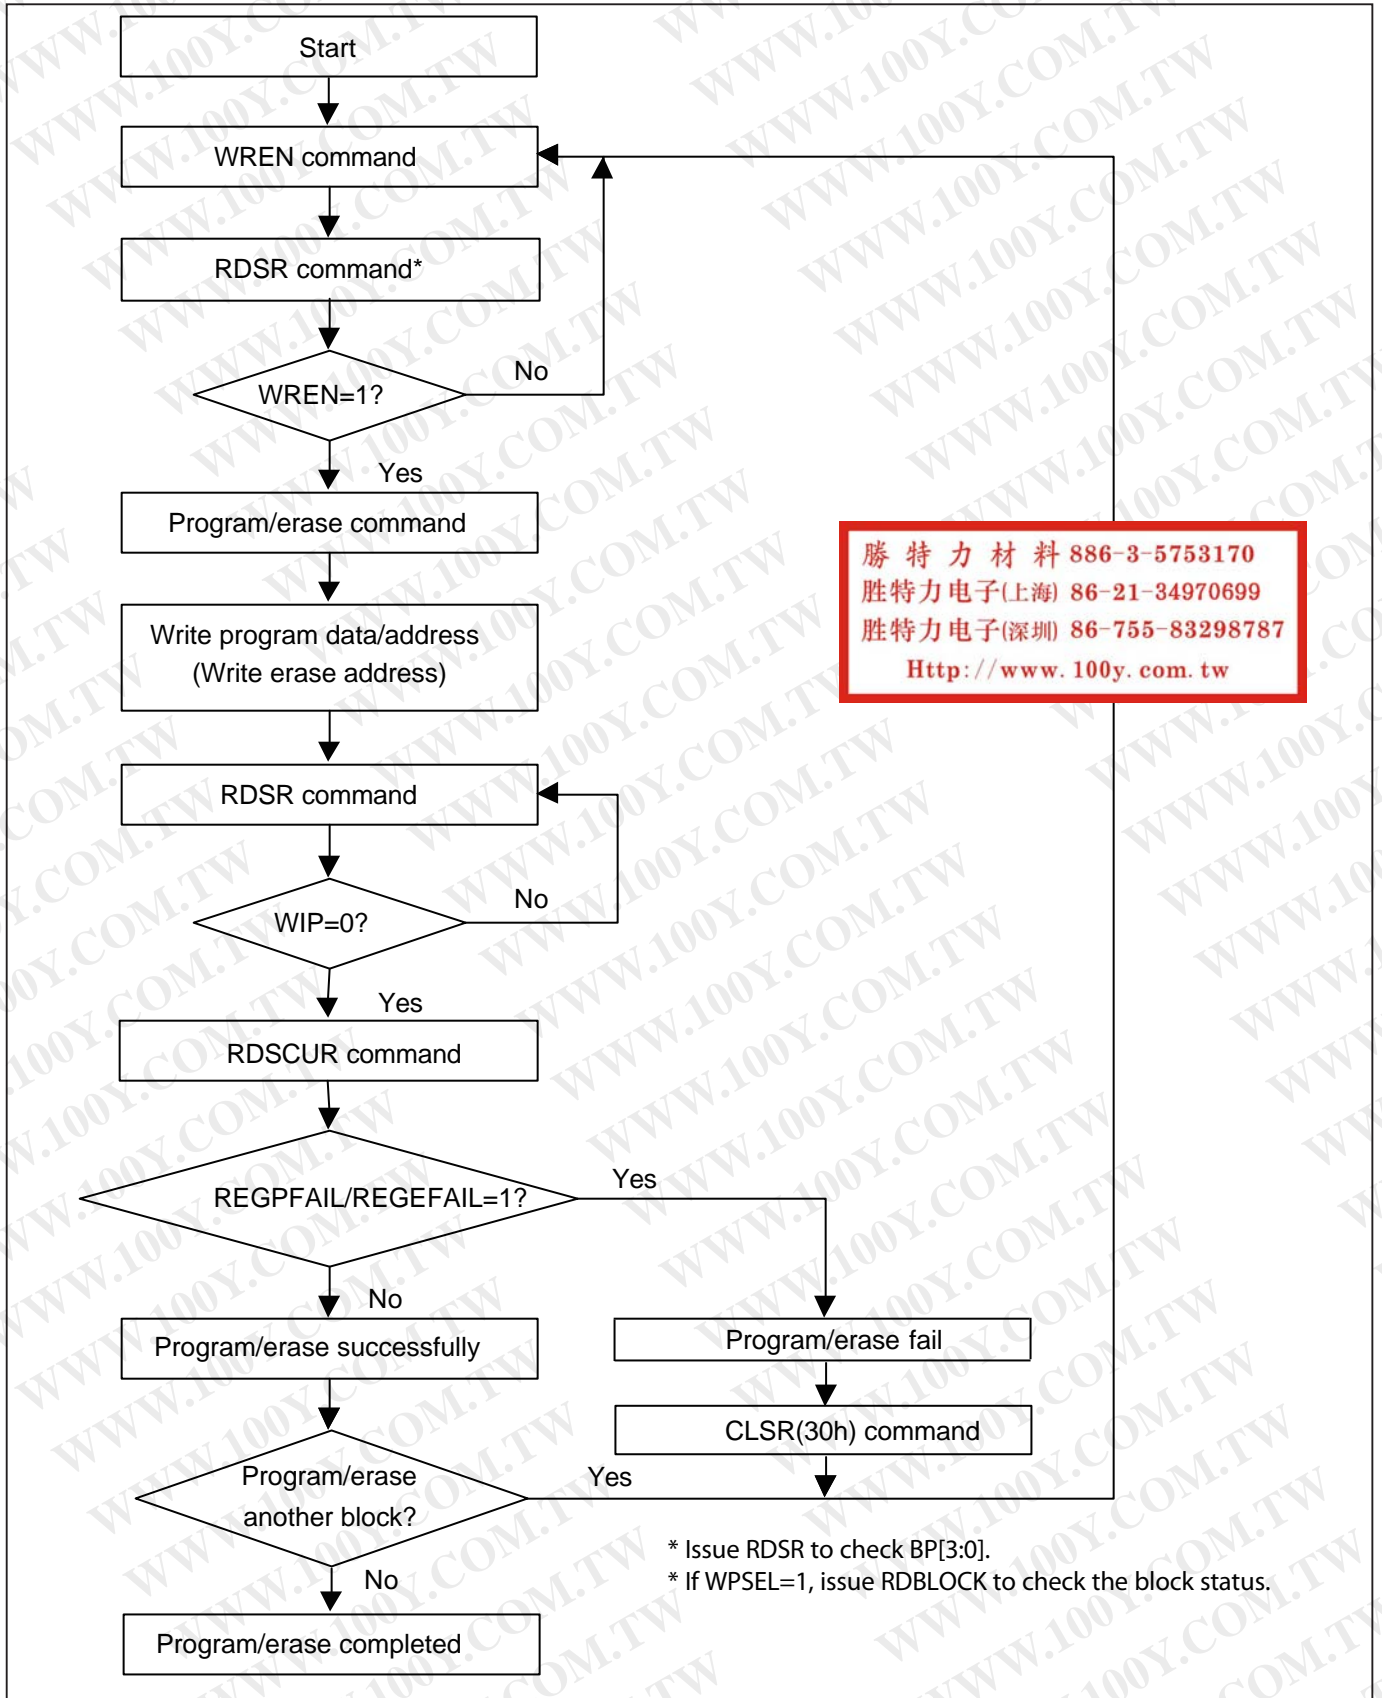 Start
WREN command
RDSR command*
WREN=1?
No
Yes
Program/erase command
Write program data/address
(Write erase address)
RDSR command
WIP=0?
No
Yes
RDSCUR command
REGPFAIL/REGEFAIL=1?
Yes
No
Program/erase successfully
Program/erase fail
CLSR(30h) command
Program/erase
another block?
Yes
No
* Issue RDSR to check BP[3:0].
* If WPSEL=1, issue RDBLOCK to check the block status.
Program/erase completed
勝 特 力 材 料 886-3-5753170
胜特力电子(上海) 86-21-34970699
胜特力电子(深圳) 86-755-83298787
Http://www.100y.com.tw
WWW.100Y.COM.TW